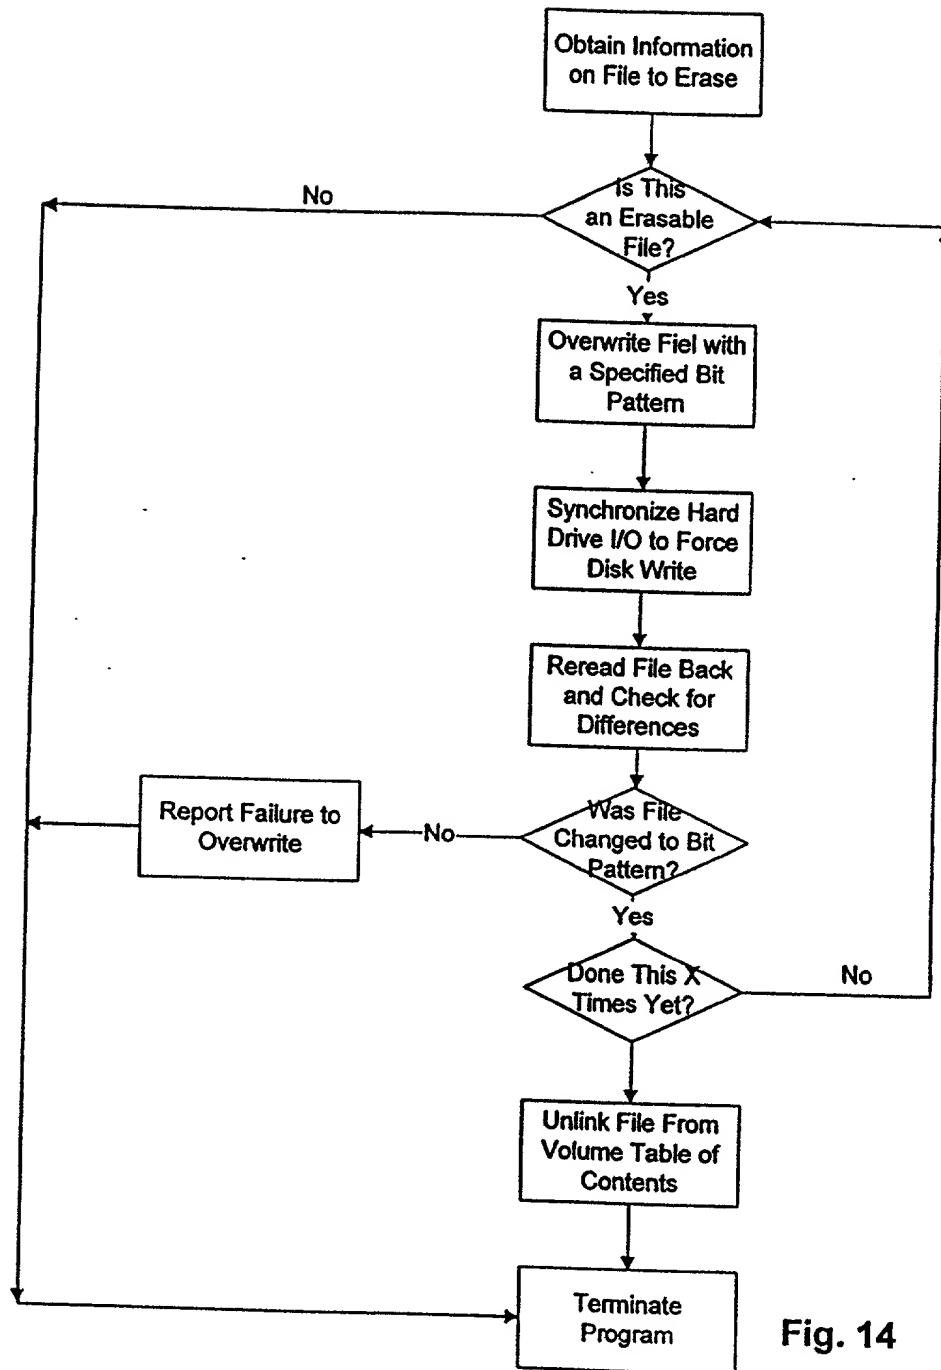 Obtain Information
on File to Erase
No
Is This
an Erasable
File?
Yes
Overwrite Fiel with
a Specified Bit
Pattern
Synchronize Hard
Drive I/O to Force
Disk Write
Reread File Back
and Check for
Differences
Report Failure to
Overwrite
No
Was File
Changed to Bit
Pattern?
Yes
Done This X
Times Yet?
No
Unlink File From
Volume Table of
Contents
Terminate
Program
Fig. 14